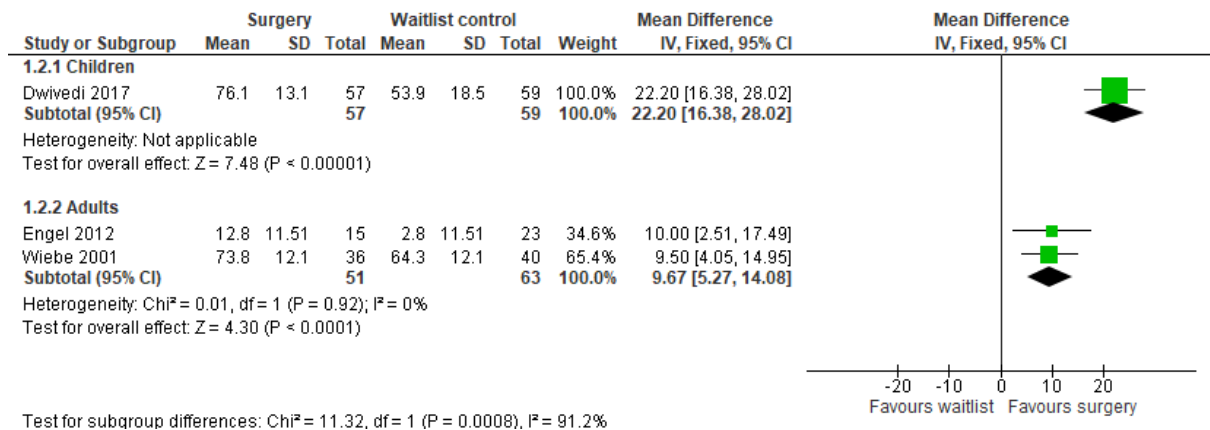 Surgery Waitlist control Mean Difference Mean Difference
Study or Subgroup Mean SD Total Mean SD Total Weight IV, Fixed, 95% CI IV, Fixed, 95% CI
1.2.1 Children
Dwivedi 2017 76.1 13.1 57 53.9 18.5 59 100.0% 22.20 [16.38, 28.02]
Subtotal (95% CI) 57 59 100.0% 22.20 [16.38, 28.02]
Heterogeneity: Not applicable
Test for overall effect: Z = 7.48 (P < 0.00001)
1.2.2 Adults
Engel 2012 12.8 11.51 15 2.8 11.51 23 34.6% 10.00 [2.51, 17.49]
Wiebe 2001 73.8 12.1 36 64.3 12.1 40 65.4% 9.50 [4.05, 14.95]
Subtotal (95% CI) 51 63 100.0% 9.67 [5.27, 14.08]
Heterogeneity: Chi² = 0.01, df = 1 (P = 0.92); I² = 0%
Test for overall effect: Z = 4.30 (P < 0.0001)
-20 -10 0 10 20
Favours waitlist Favours surgery
Test for subgroup differences: Chi² = 11.32, df = 1 (P = 0.0008), I² = 91.2%